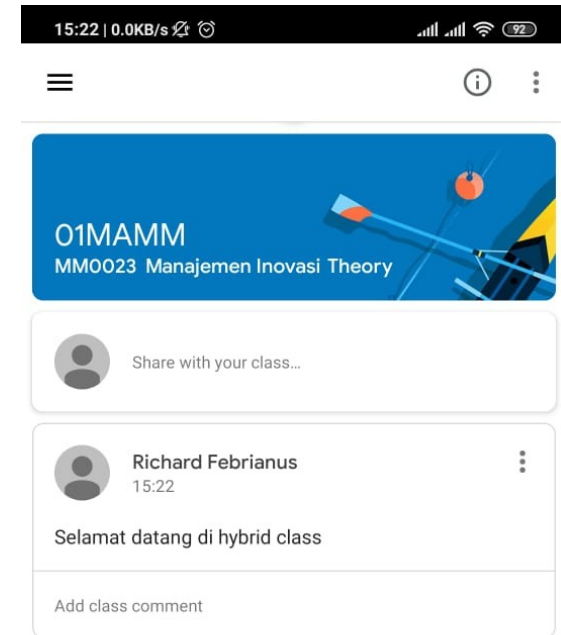 15:22 | 0.0KB/s 92
01MAMM
MM0023 Manajemen Inovasi Theory
Share with your class...
Richard Febrianus
15:22
Selamat datang di hybrid class
Add class comment